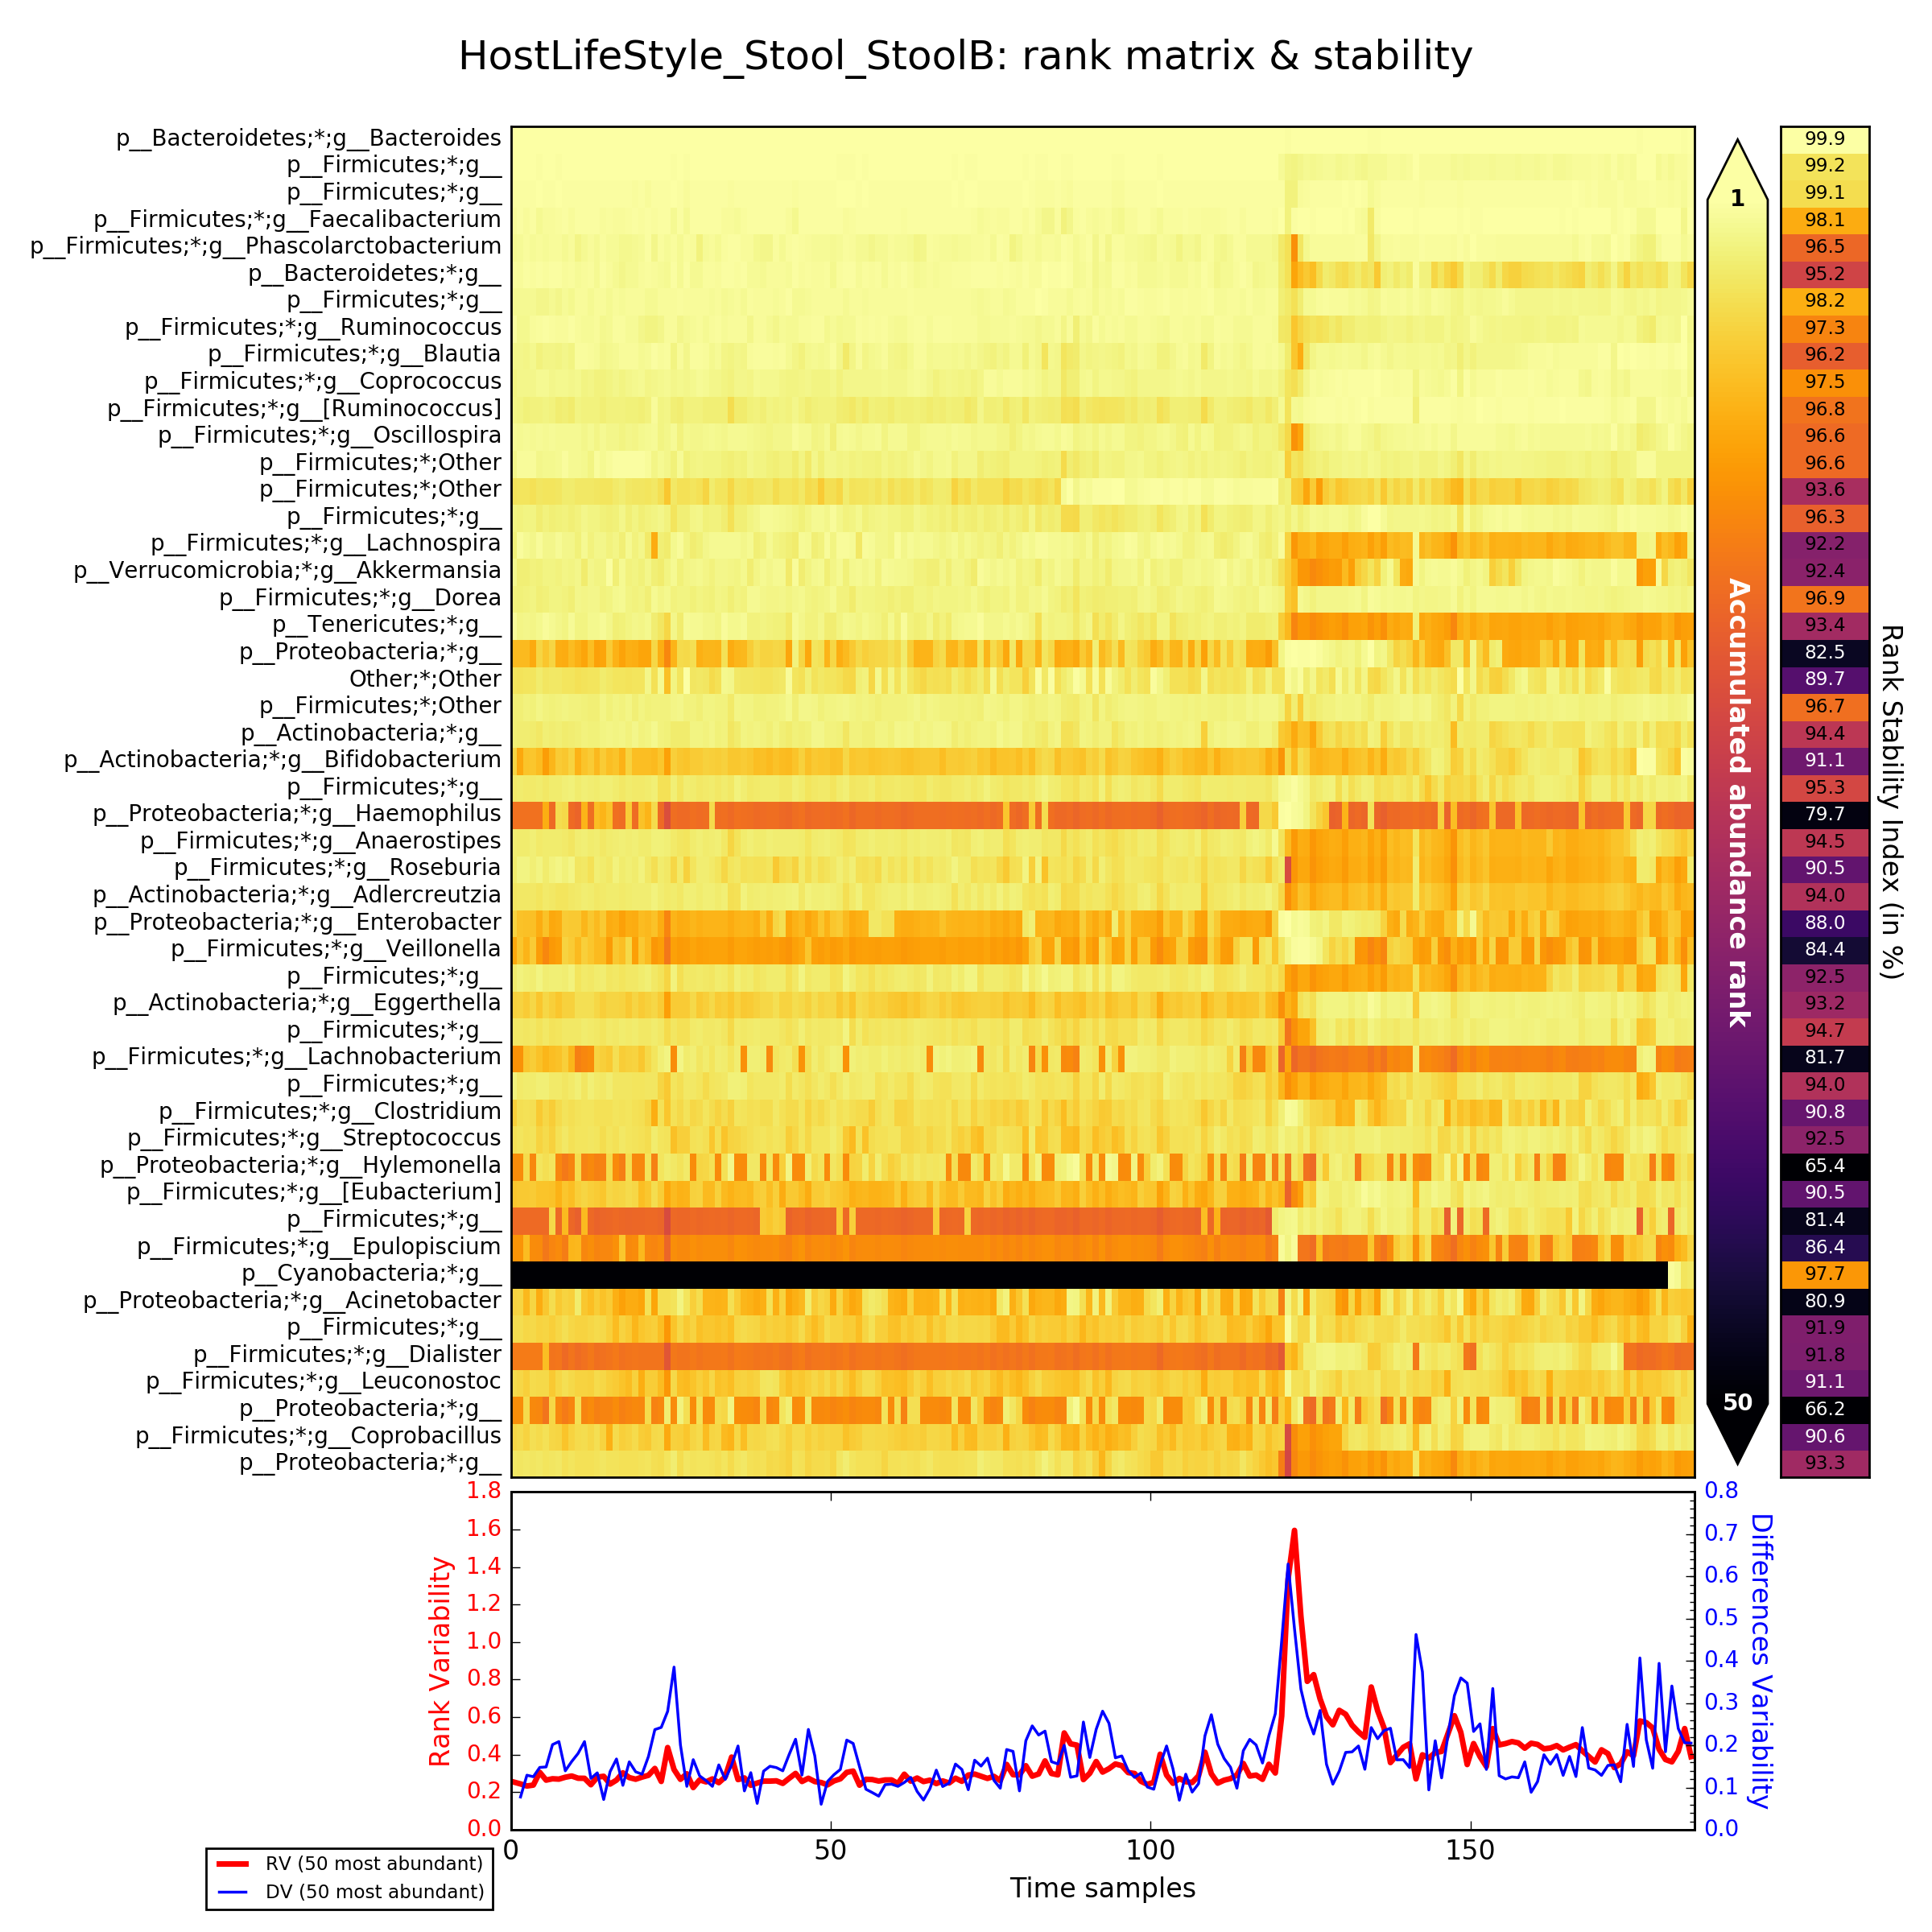 HostLifeStyle_Stool_StoolB: rank matrix & stability
p__Bacteroidetes;*;g__Bacteroides 99.9
p__Firmicutes;*;g__ 99.2
p__Firmicutes;*;g__ 99.1
p__Firmicutes;*;g__Faecalibacterium 98.1
p__Firmicutes;*;g__Phascolarctobacterium 96.5
p__Bacteroidetes;*;g__ 95.2
p__Firmicutes;*;g__ 98.2
p__Firmicutes;*;g__Ruminococcus 97.3
p__Firmicutes;*;g__Blautia 96.2
p__Firmicutes;*;g__Coprococcus 97.5
p__Firmicutes;*;g__[Ruminococcus] 96.8
p__Firmicutes;*;g__Oscillospira 96.6
p__Firmicutes;*;Other 96.6
p__Firmicutes;*;Other 93.6
p__Firmicutes;*;g__ 96.3
p__Firmicutes;*;g__Lachnospira 92.2
p__Verrucomicrobia;*;g__Akkermansia 92.4
p__Firmicutes;*;g__Dorea 96.9
p__Tenericutes;*;g__ 93.4
p__Proteobacteria;*;g__ 82.5
Other;*;Other 89.7
p__Firmicutes;*;Other 96.7
p__Actinobacteria;*;g__ 94.4
p__Actinobacteria;*;g__Bifidobacterium 91.1
p__Firmicutes;*;g__ 95.3
p__Proteobacteria;*;g__Haemophilus 79.7
p__Firmicutes;*;g__Anaerostipes 94.5
p__Firmicutes;*;g__Roseburia 90.5
p__Actinobacteria;*;g__Adlercreutzia 94.0
p__Proteobacteria;*;g__Enterobacter 88.0
p__Firmicutes;*;g__Veillonella 84.4
p__Firmicutes;*;g__ 92.5
p__Actinobacteria;*;g__Eggerthella 93.2
p__Firmicutes;*;g__ 94.7
p__Firmicutes;*;g__Lachnobacterium 81.7
p__Firmicutes;*;g__ 94.0
p__Firmicutes;*;g__Clostridium 90.8
p__Firmicutes;*;g__Streptococcus 92.5
p__Proteobacteria;*;g__Hylemonella 65.4
p__Firmicutes;*;g__[Eubacterium] 90.5
p__Firmicutes;*;g__ 81.4
p__Firmicutes;*;g__Epulopiscium 86.4
p__Cyanobacteria;*;g__ 97.7
p__Proteobacteria;*;g__Acinetobacter 80.9
p__Firmicutes;*;g__ 91.9
p__Firmicutes;*;g__Dialister 91.8
p__Firmicutes;*;g__Leuconostoc 91.1
p__Proteobacteria;*;g__ 66.2
p__Firmicutes;*;g__Coprobacillus 90.6
p__Proteobacteria;*;g__ 93.3
1
Accumulated abundance rank
50
Rank Stability Index (in %)
Rank Variability
1.8
1.6
1.4
1.2
1.0
0.8
0.6
0.4
0.2
0.0
0.8
0.7
0.6
0.5
0.4
0.3
0.2
0.1
0.0
Differences Variability
0 50 100 150
Time samples
RV (50 most abundant)
DV (50 most abundant)